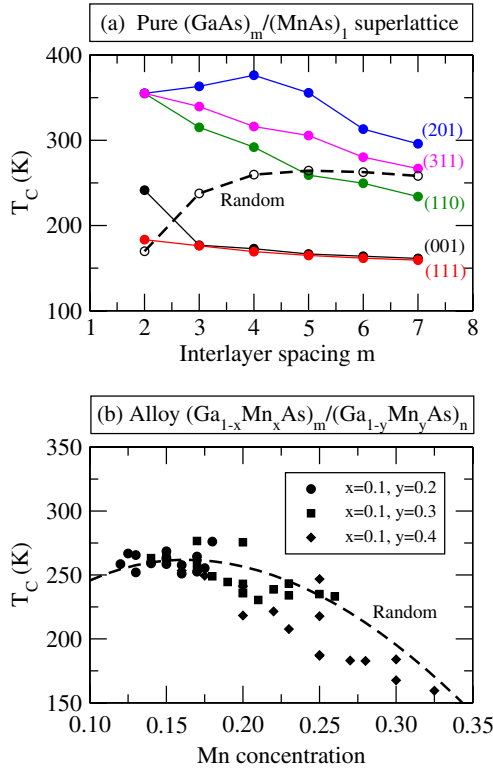 (a) Pure (GaAs)m/(MnAs)1 superlattice
400
350
300
250
200
150
100
TC (K)
(201)
(311)
(110)
(001)
(111)
Random
1 2 3 4 5 6 7 8
Interlayer spacing m
(b) Alloy (Ga1-xMnxAs)m/(Ga1-yMnyAs)n
350
300
250
200
150
TC (K)
x=0.1, y=0.2
x=0.1, y=0.3
x=0.1, y=0.4
Random
0.10 0.15 0.20 0.25 0.30 0.35
Mn concentration